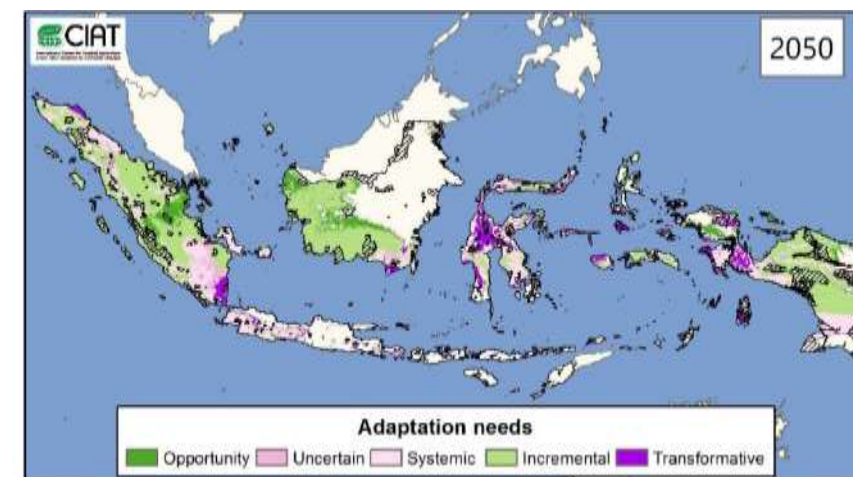 CIAT
2050
Adaptation needs
Opportunity Uncertain Systemic Incremental Transformative